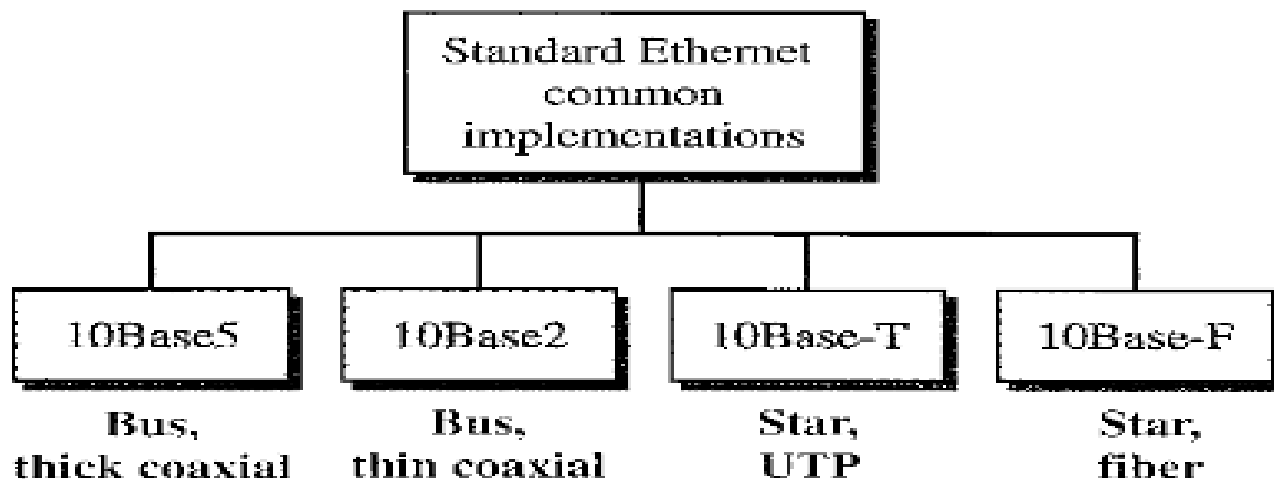 Standard Ethernet
common
implementations
10Base5
10Base2
10Base-T
10Base-F
Bus,
thick coaxial
Bus,
thin coaxial
Star,
UTP
Star,
fiber